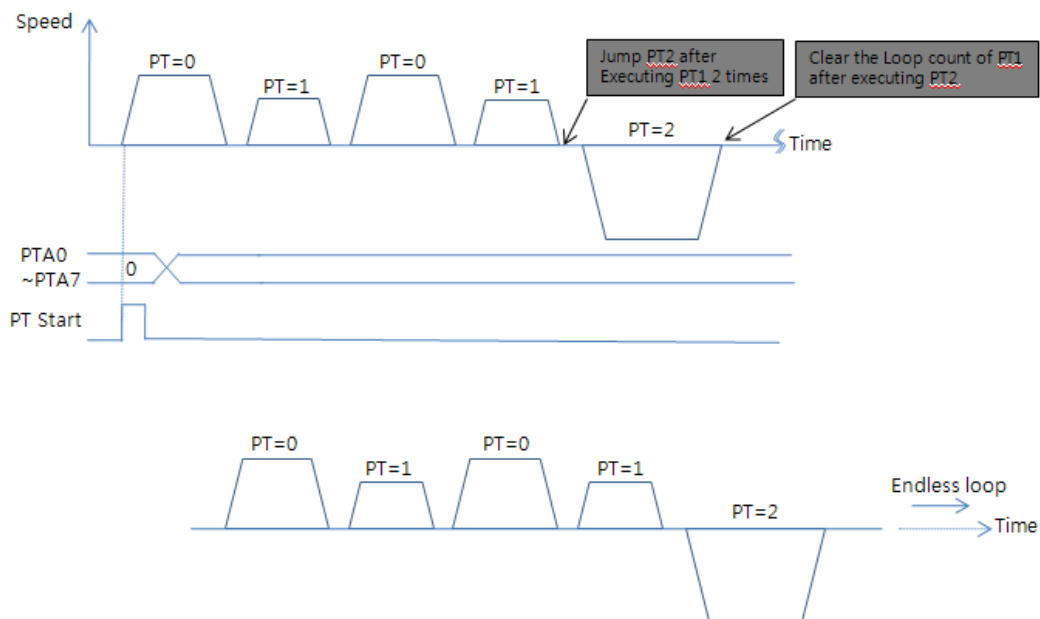 Speed
PT=0
PT=1
PT=0
PT=1
Jump PT2 after
Executing PT1 2 times
Clear the Loop count of PT1
after executing PT2
PT=2
Time
PTA0
~PTA7
0
PT Start
PT=0
PT=1
PT=0
PT=1
PT=2
Endless loop
Time